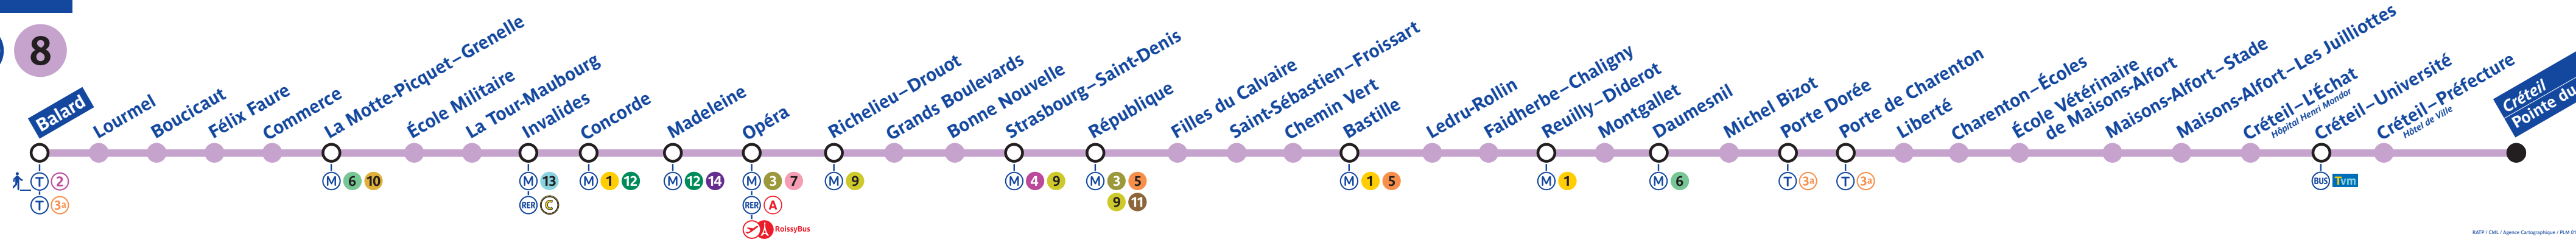 8
Balard
Lourmel
Boucicaut
Félix Faure
Commerce
La Motte-Picquet–Grenelle
École Militaire
La Tour-Maubourg
Invalides
Concorde
Madeleine
Opéra
Richelieu–Drouot
Grands Boulevards
Bonne Nouvelle
Strasbourg–Saint-Denis
République
Filles du Calvaire
Saint-Sébastien–Froissart
Chemin Vert
Bastille
Ledru-Rollin
Faidherbe–Chaligny
Reuilly–Diderot
Montgallet
Daumesnil
Michel Bizot
Porte Dorée
Porte de Charenton
Liberté
Charenton–Écoles
École Vétérinaire
de Maisons-Alfort
Maisons-Alfort–Stade
Maisons-Alfort–Les Juilliottes
Créteil–L'Échat
Hôpital Henri Mondor
Créteil–Université
Créteil–Préfecture
Hôtel de Ville
Créteil
Pointe du
T 2
T 3a
M 6 10
M 13
RER C
M 1 12
M 12 14
M 3 7
RER A
RoissyBus
M 9
M 4 9
M 3 5
9 11
M 1 5
M 1
M 6
T 3a
T 3a
BUS Tvm
RATP / CML / Agence Cartographique / PLM